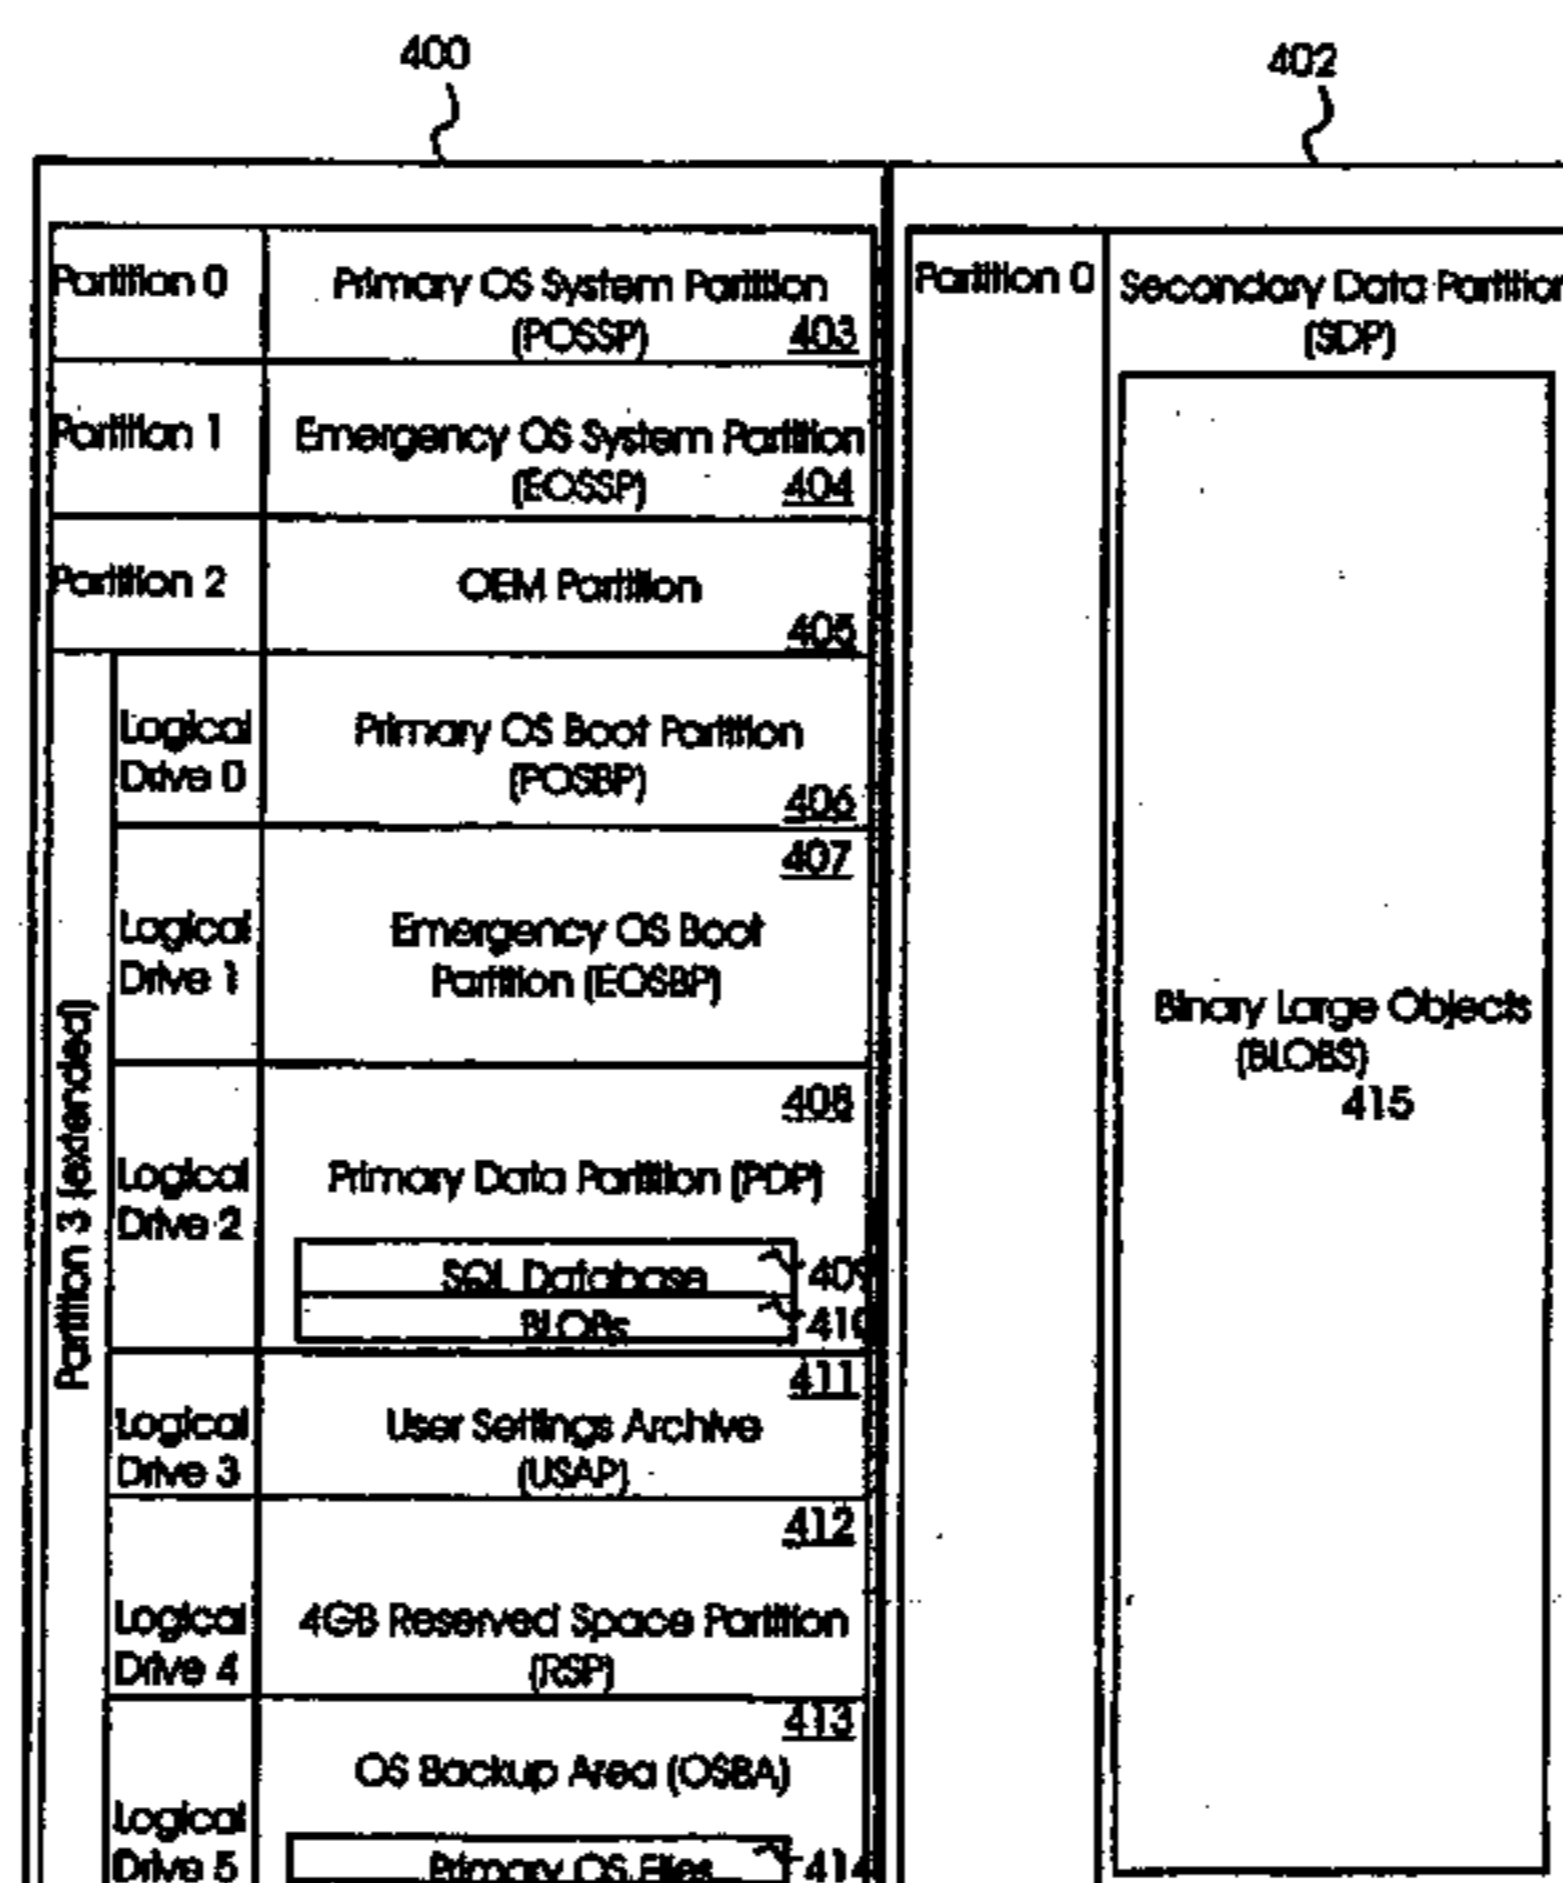 400
Partition 0
Primary OS System Partition
(POSSP)
403
Partition 1
Emergency OS System Partition
(EOSSP)
404
Partition 2
OEM Partition
405
Partition 3 (extended)
Logical
Drive 0
Primary OS Boot Partition
(POSBP)
406
Logical
Drive 1
407
Emergency OS Boot
Partition (EOSBP)
Logical
Drive 2
408
Primary Data Partition (PDP)
SQL Database
409
BLOBs
410
Logical
Drive 3
411
User Settings Archive
(USAP)
Logical
Drive 4
412
4GB Reserved Space Partition
(RSP)
Logical
Drive 5
413
OS Backup Area (OSBA)
Primary OS Files
414
402
Partition 0
Secondary Data Partition
(SDP)
Binary Large Objects
(BLOBS)
415